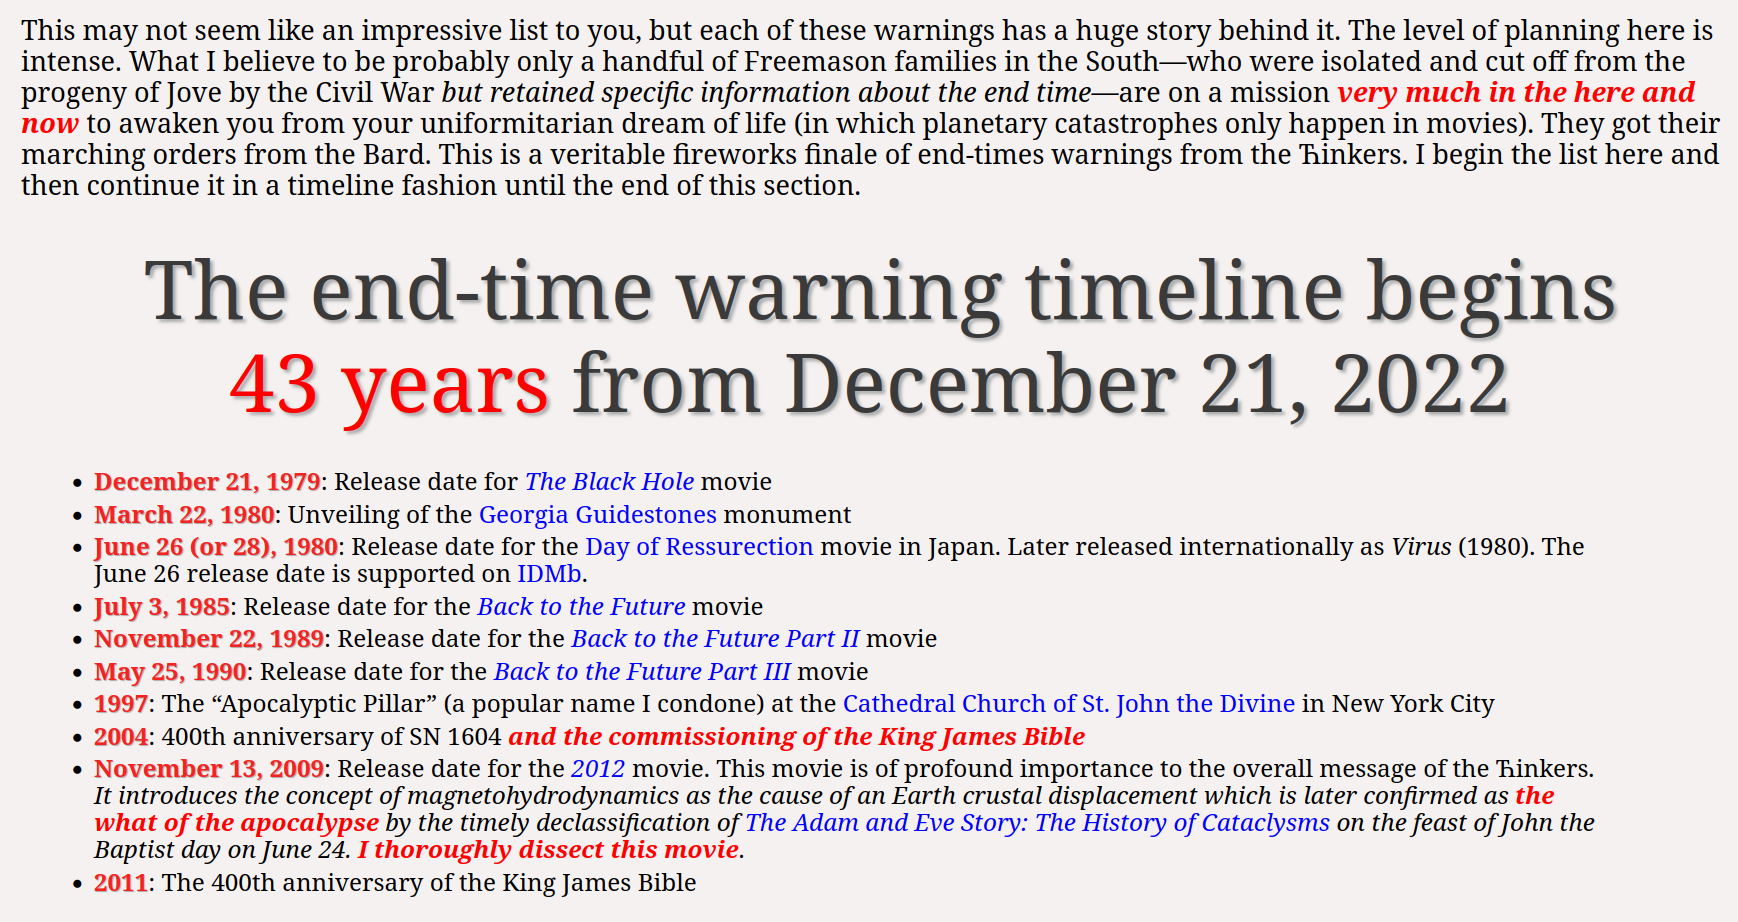 This may not seem like an impressive list to you, but each of these warnings has a huge story behind it. The level of planning here is
intense. What I believe to be probably only a handful of Freemason families in the South—who were isolated and cut off from the
progeny of Jove by the Civil War but retained specific information about the end time—are on a mission very much in the here and
now to awaken you from your uniformitarian dream of life (in which planetary catastrophes only happen in movies). They got their
marching orders from the Bard. This is a veritable fireworks finale of end-times warnings from the Ꞇhinkers. I begin the list here and
then continue it in a timeline fashion until the end of this section.
The end-time warning timeline begins
43 years from December 21, 2022
• December 21, 1979: Release date for The Black Hole movie
• March 22, 1980: Unveiling of the Georgia Guidestones monument
• June 26 (or 28), 1980: Release date for the Day of Ressurection movie in Japan. Later released internationally as Virus (1980). The
June 26 release date is supported on IDMb.
• July 3, 1985: Release date for the Back to the Future movie
• November 22, 1989: Release date for the Back to the Future Part II movie
• May 25, 1990: Release date for the Back to the Future Part III movie
• 1997: The “Apocalyptic Pillar” (a popular name I condone) at the Cathedral Church of St. John the Divine in New York City
• 2004: 400th anniversary of SN 1604 and the commissioning of the King James Bible
• November 13, 2009: Release date for the 2012 movie. This movie is of profound importance to the overall message of the Ꞇhinkers.
It introduces the concept of magnetohydrodynamics as the cause of an Earth crustal displacement which is later confirmed as the
what of the apocalypse by the timely declassification of The Adam and Eve Story: The History of Cataclysms on the feast of John the
Baptist day on June 24. I thoroughly dissect this movie.
• 2011: The 400th anniversary of the King James Bible